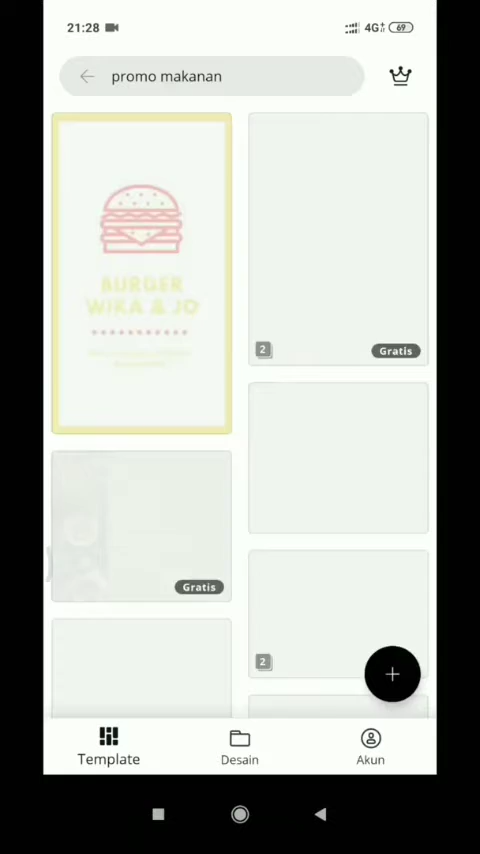 21:28
4G+
69
promo makanan
BURGER
WIKA & JO
2
Gratis
Gratis
2
Template
Desain
Akun